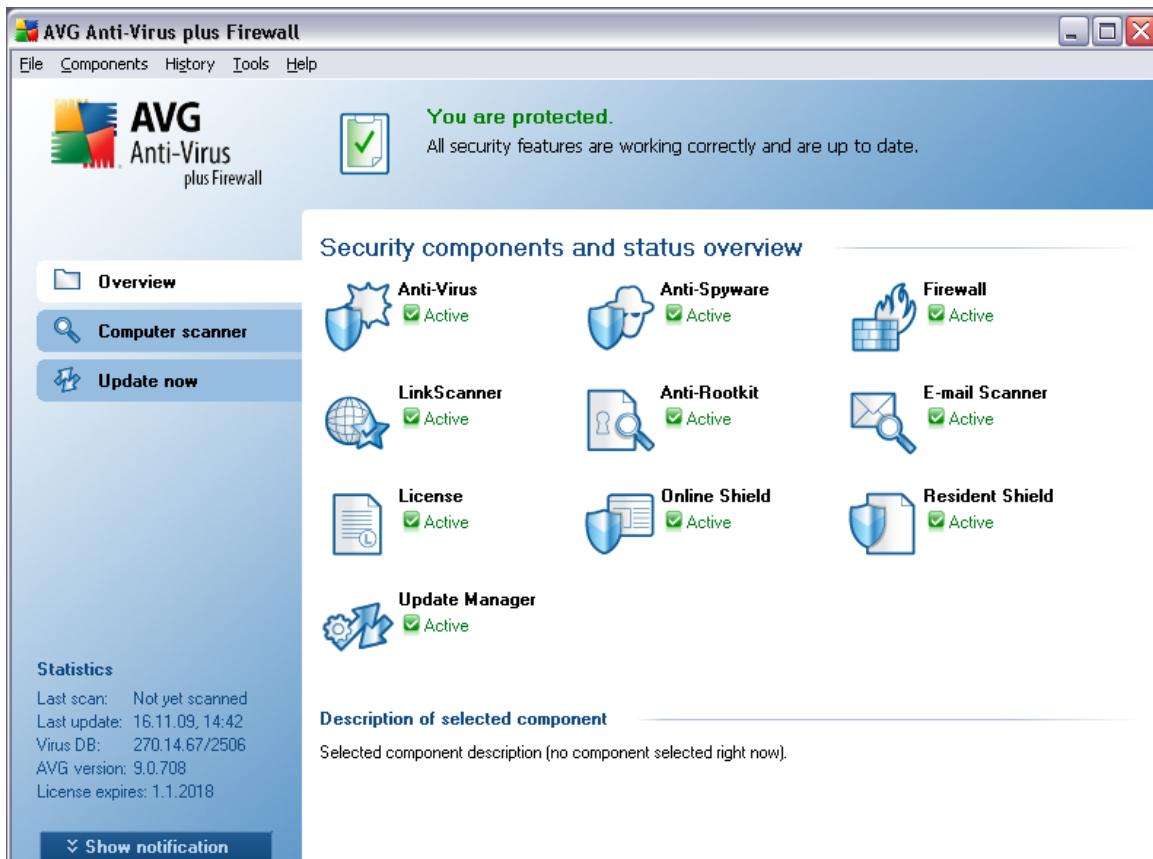 AVG Anti-Virus plus Firewall
File Components History Tools Help
AVG
Anti-Virus
plus Firewall
You are protected.
All security features are working correctly and are up to date.
Overview
Computer scanner
Update now
Security components and status overview
Anti-Virus
Active
Anti-Spyware
Active
Firewall
Active
LinkScanner
Active
Anti-Rootkit
Active
E-mail Scanner
Active
License
Active
Online Shield
Active
Resident Shield
Active
Update Manager
Active
Statistics
Last scan: Not yet scanned
Last update: 16.11.09, 14:42
Virus DB: 270.14.67/2506
AVG version: 9.0.708
License expires: 1.1.2018
Show notification
Description of selected component
Selected component description (no component selected right now).